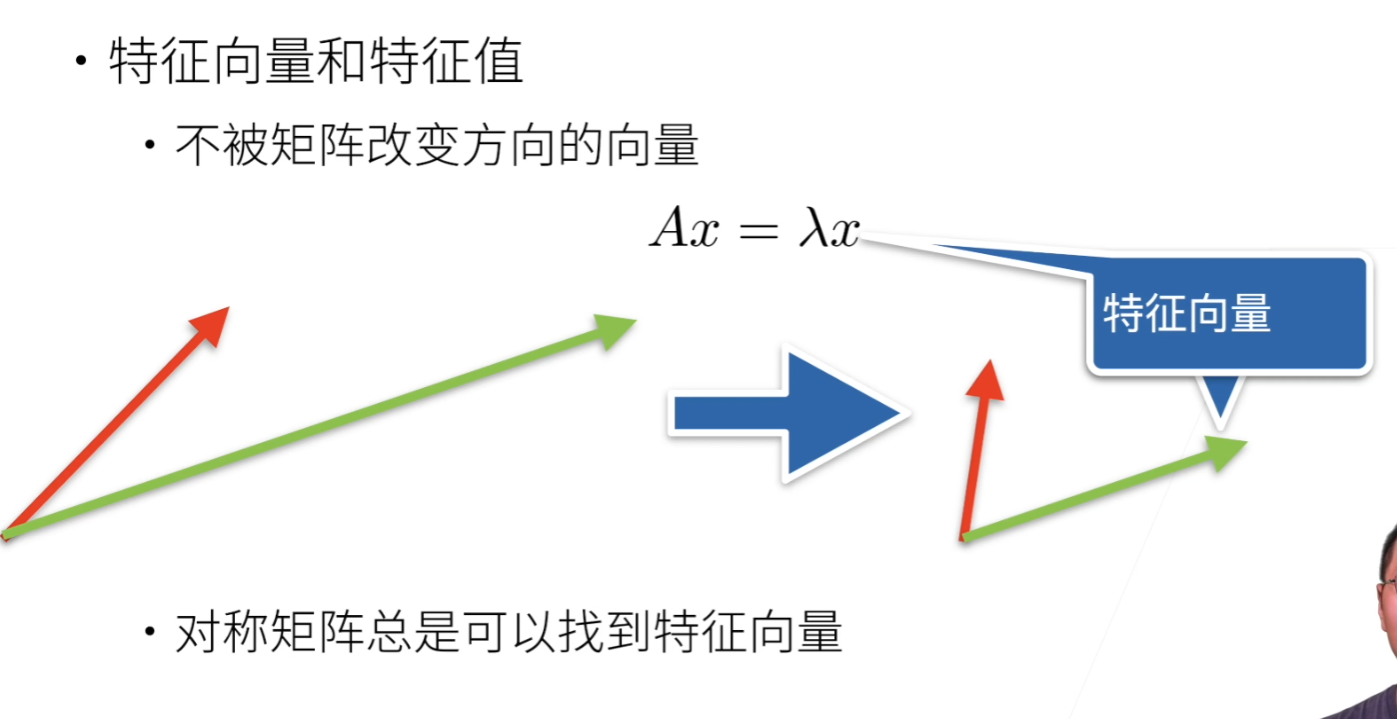 • 特征向量和特征值
• 不被矩阵改变方向的向量
Ax = λx
特征向量
• 对称矩阵总是可以找到特征向量